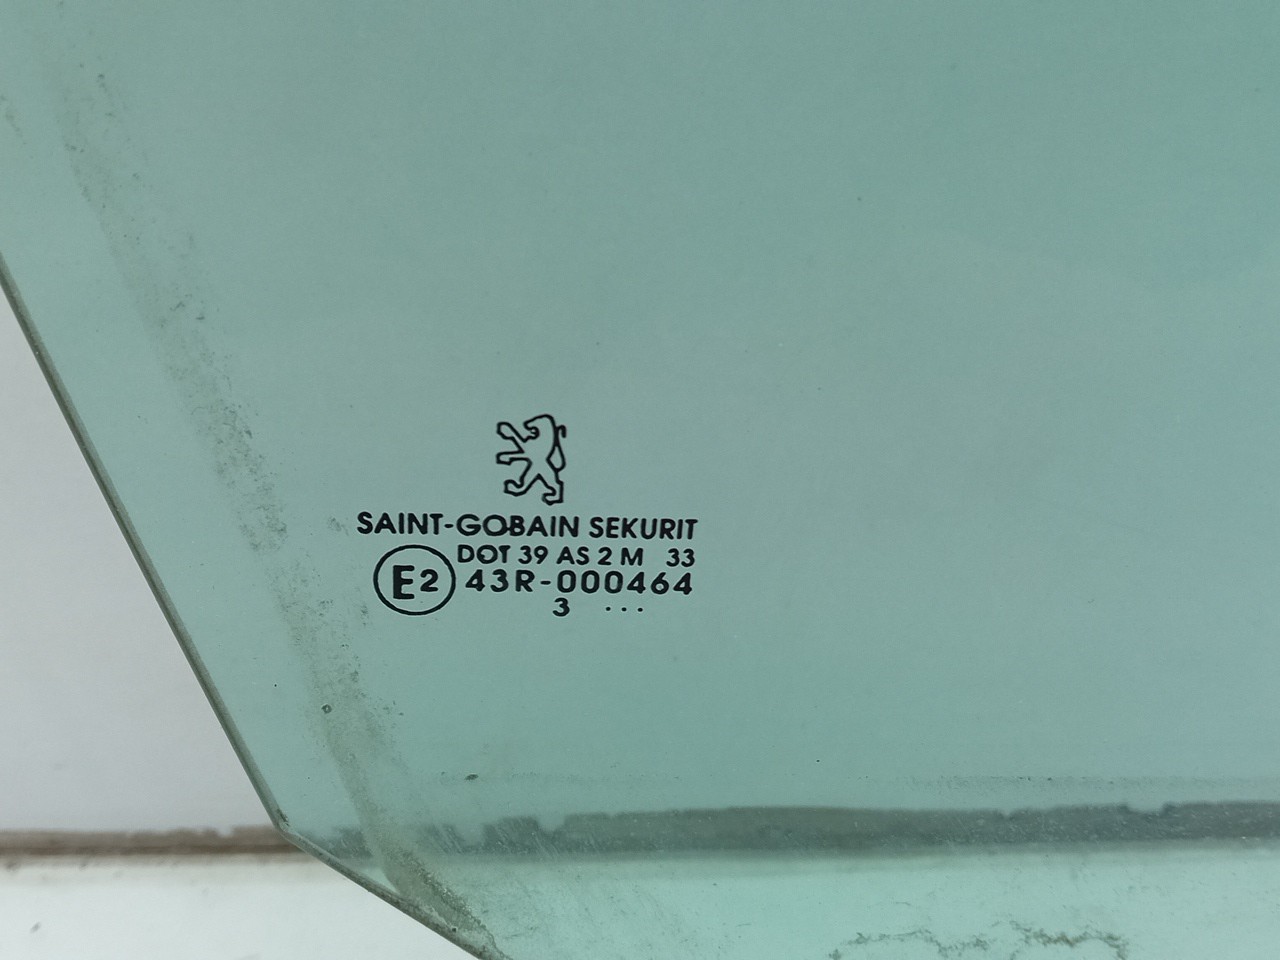 SAINT-GOBAIN SEKURIT
DOT 39 AS 2 M 33
E2 43R-000464
3 ...